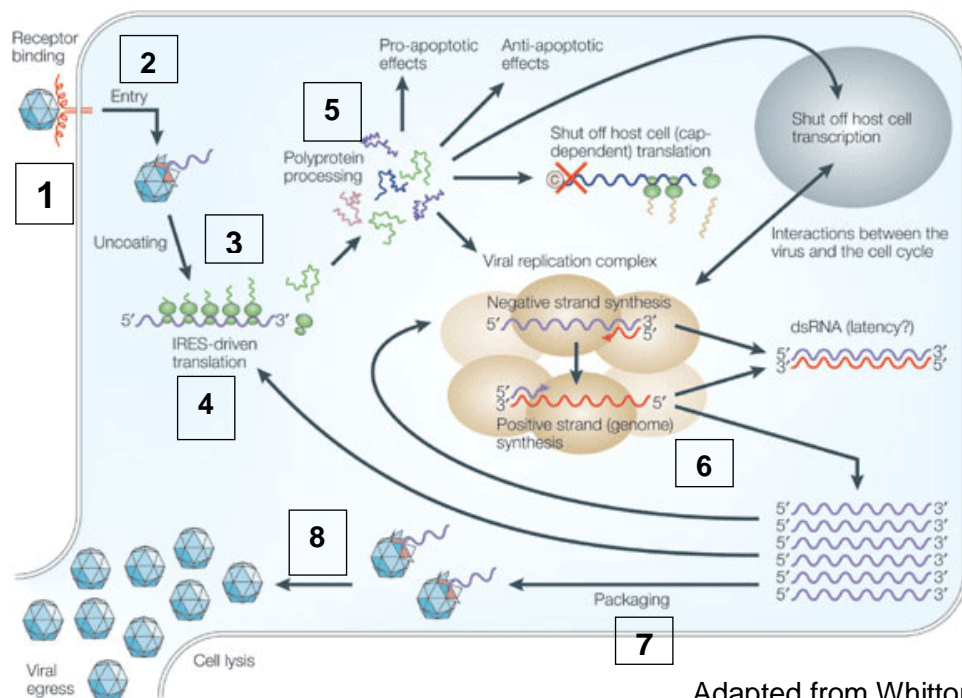 Receptor
binding
2
Entry
1
Pro-apoptotic
effects
Anti-apoptotic
effects
5
Polyprotein
processing
Shut off host cell
transcription
Shut off host cell (cap-
dependent) translation
C
Uncoating
3
Interactions between the
virus and the cell cycle
Viral replication complex
5′ 3′
IRES-driven
translation
4
Negative strand synthesis
5′ 3′
5′
dsRNA (latency?)
5′ 3′
3′ 5′
5′
3′ 5′
Positive strand (genome)
synthesis
6
5′ 3′
5′ 3′
5′ 3′
5′ 3′
5′ 3′
5′ 3′
8
Packaging
7
Cell lysis
Viral
egress
Adapted from Whitton